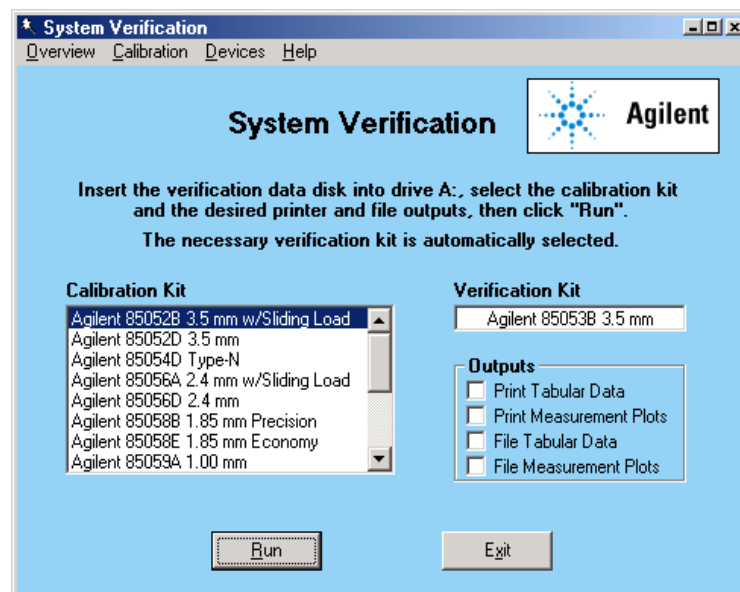 System Verification
Overview Calibration Devices Help
System Verification
Agilent
Insert the verification data disk into drive A:, select the calibration kit
and the desired printer and file outputs, then click "Run".
The necessary verification kit is automatically selected.
Calibration Kit
Agilent 85052B 3.5 mm w/Sliding Load
Agilent 85052D 3.5 mm
Agilent 85054D Type-N
Agilent 85056A 2.4 mm w/Sliding Load
Agilent 85056D 2.4 mm
Agilent 85058B 1.85 mm Precision
Agilent 85058E 1.85 mm Economy
Agilent 85059A 1.00 mm
Verification Kit
Agilent 85053B 3.5 mm
Outputs
Print Tabular Data
Print Measurement Plots
File Tabular Data
File Measurement Plots
Run
Exit